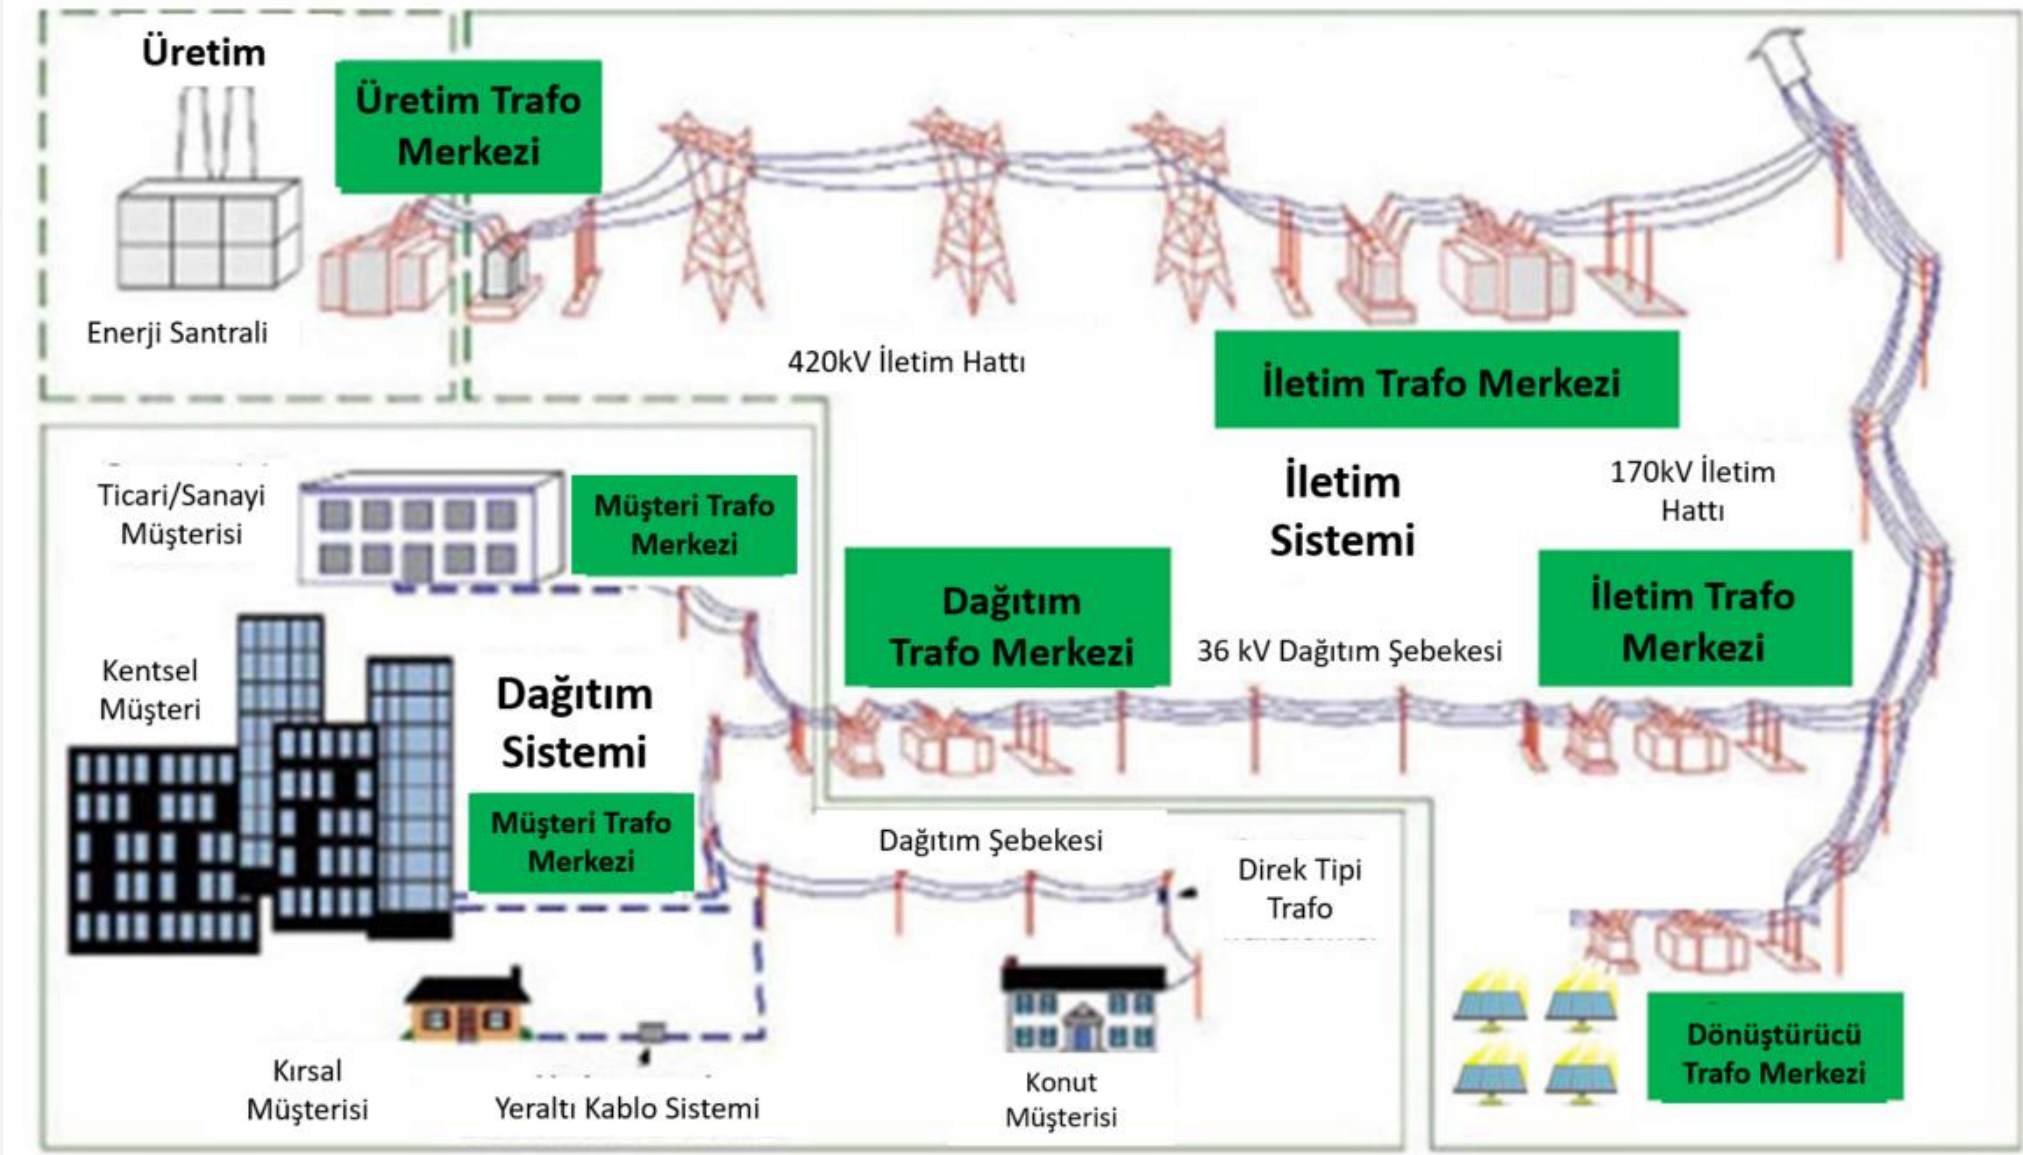 Üretim
Üretim Trafo
Merkezi
Enerji Santrali
420kV İletim Hattı
İletim Trafo Merkezi
İletim
Sistemi
170kV İletim
Hattı
Ticari/Sanayi
Müşterisi
Müşteri Trafo
Merkezi
Dağıtım
Trafo Merkezi
36 kV Dağıtım Şebekesi
İletim Trafo
Merkezi
Kentsel
Müşteri
Dağıtım
Sistemi
Müşteri Trafo
Merkezi
Dağıtım Şebekesi
Direk Tipi
Trafo
Kırsal
Müşterisi
Yeraltı Kablo Sistemi
Konut
Müşterisi
Dönüştürücü
Trafo Merkezi